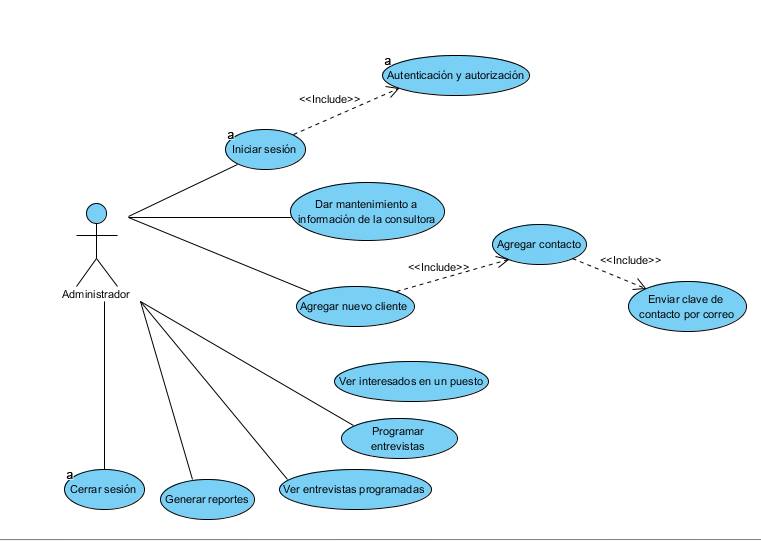 a
Autenticación y autorización
<<Include>>
a
Iniciar sesión
Dar mantenimiento a
información de la consultora
Agregar contacto
<<Include>>
<<Include>>
Administrador
Agregar nuevo cliente
Enviar clave de
contacto por correo
Ver interesados en un puesto
Programar
entrevistas
a
Cerrar sesión
Generar reportes
Ver entrevistas programadas